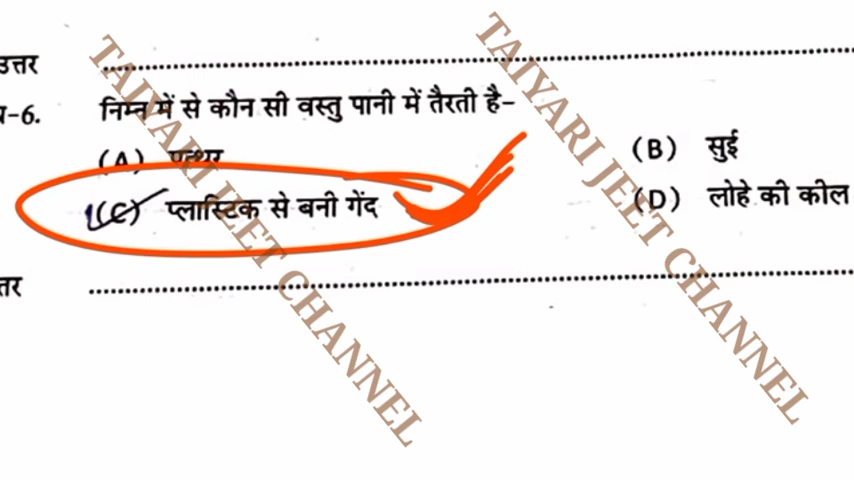 उत्तर ....................
प्र-6. निम्न में से कौन सी वस्तु पानी में तैरती है-
(A) पत्थर (B) सुई
(C) प्लास्टिक से बनी गेंद (D) लोहे की कील
त्तर ....................
TAIYARI JEET CHANNEL
TAIYARI JEET CHANNEL